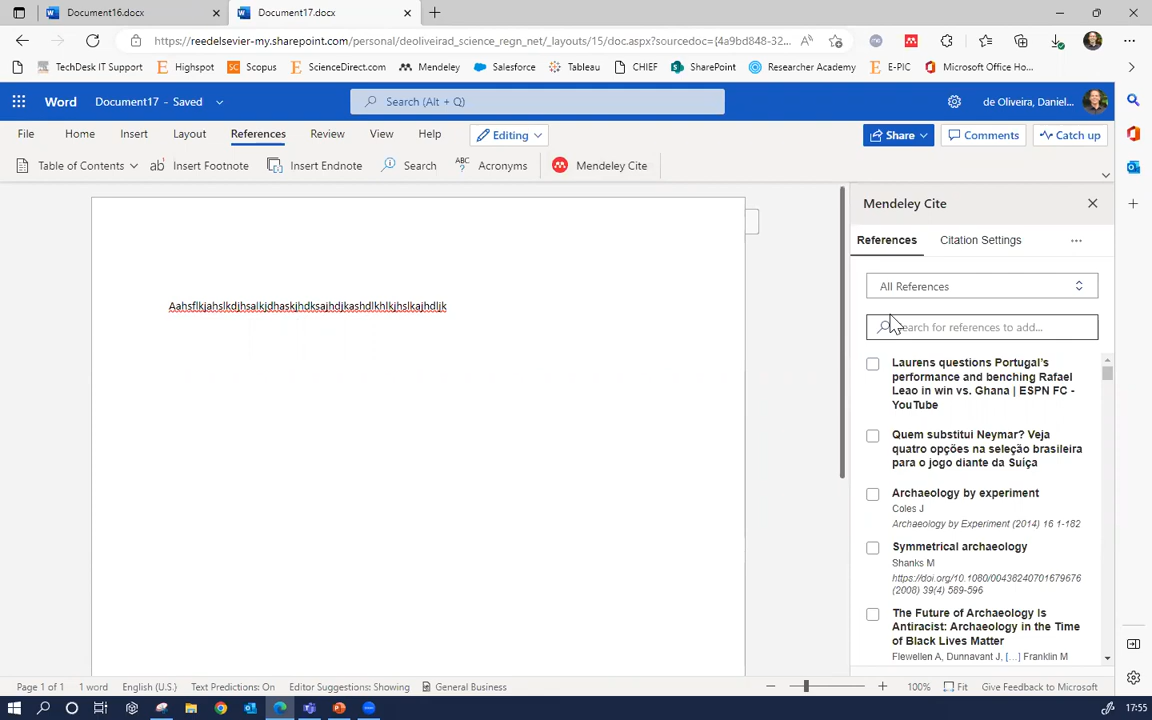 Document16.docx
Document17.docx
https://reedelsevier-my.sharepoint.com/personal/deoliveirad_science_regn_net/_layouts/15/doc.aspx?sourcedoc={4a9bd848-32...
TechDesk IT Support Highspot Scopus ScienceDirect.com Mendeley Salesforce Tableau CHIEF SharePoint Researcher Academy E-PIC Microsoft Office Ho...
Word Document17 - Saved Search (Alt + Q) de Oliveira, Daniel...
File Home Insert Layout References Review View Help Editing Share Comments Catch up
Table of Contents Insert Footnote Insert Endnote Search Acronyms Mendeley Cite
Mendeley Cite
References Citation Settings
All References
search for references to add...
Aahsflkjahslkdjhsalkjdhaskjhdksajhdjkashdlkhlkjhslkajhdljk
Laurens questions Portugal's
performance and benching Rafael
Leao in win vs. Ghana | ESPN FC -
YouTube
Quem substitui Neymar? Veja
quatro opções na seleção brasileira
para o jogo diante da Suíça
Archaeology by experiment
Coles J
Archaeology by Experiment (2014) 16 1-182
Symmetrical archaeology
Shanks M
https://doi.org/10.1080/00438240701679676
(2008) 39(4) 589-596
The Future of Archaeology Is
Antiracist: Archaeology in the Time
of Black Lives Matter
Flewellen A, Dunnavant J, [...] Franklin M
Page 1 of 1 1 word English (U.S.) Text Predictions: On Editor Suggestions: Showing General Business 100% Fit Give Feedback to Microsoft
17:55